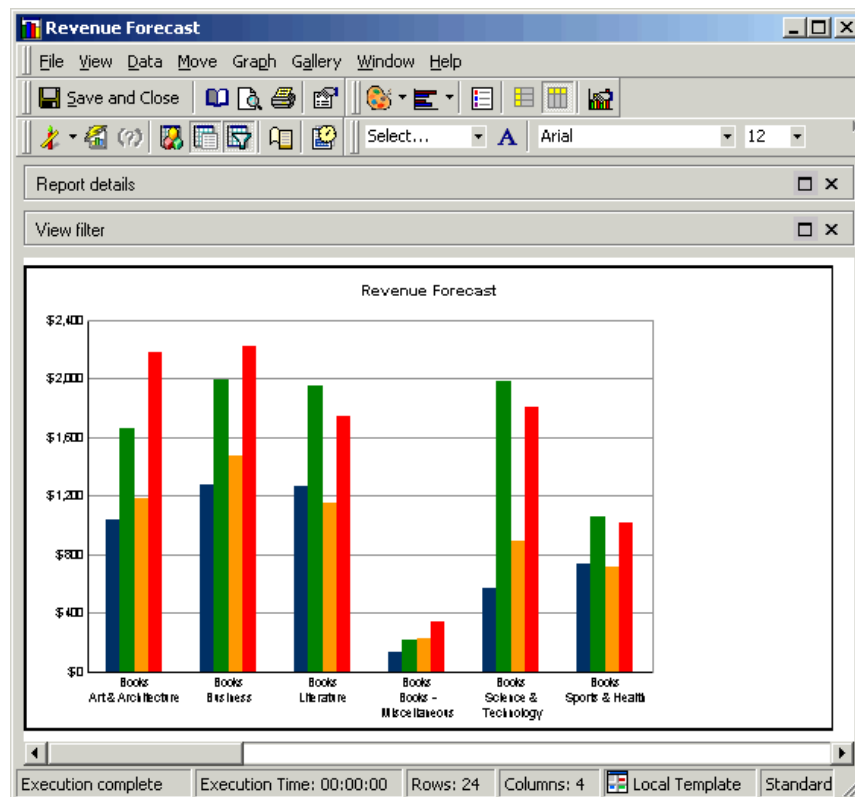 Revenue Forecast
File View Data Move Graph Gallery Window Help
Save and Close
Select... A Arial 12
Report details
View filter
Revenue Forecast
$2,400
$2,000
$1,600
$1,200
$800
$400
$0
Books
Art & Architecture
Books
Business
Books
Literature
Books
Books -
Miscellaneous
Books
Science &
Technology
Books
Sports & Health
Execution complete Execution Time: 00:00:00 Rows: 24 Columns: 4 Local Template Standard